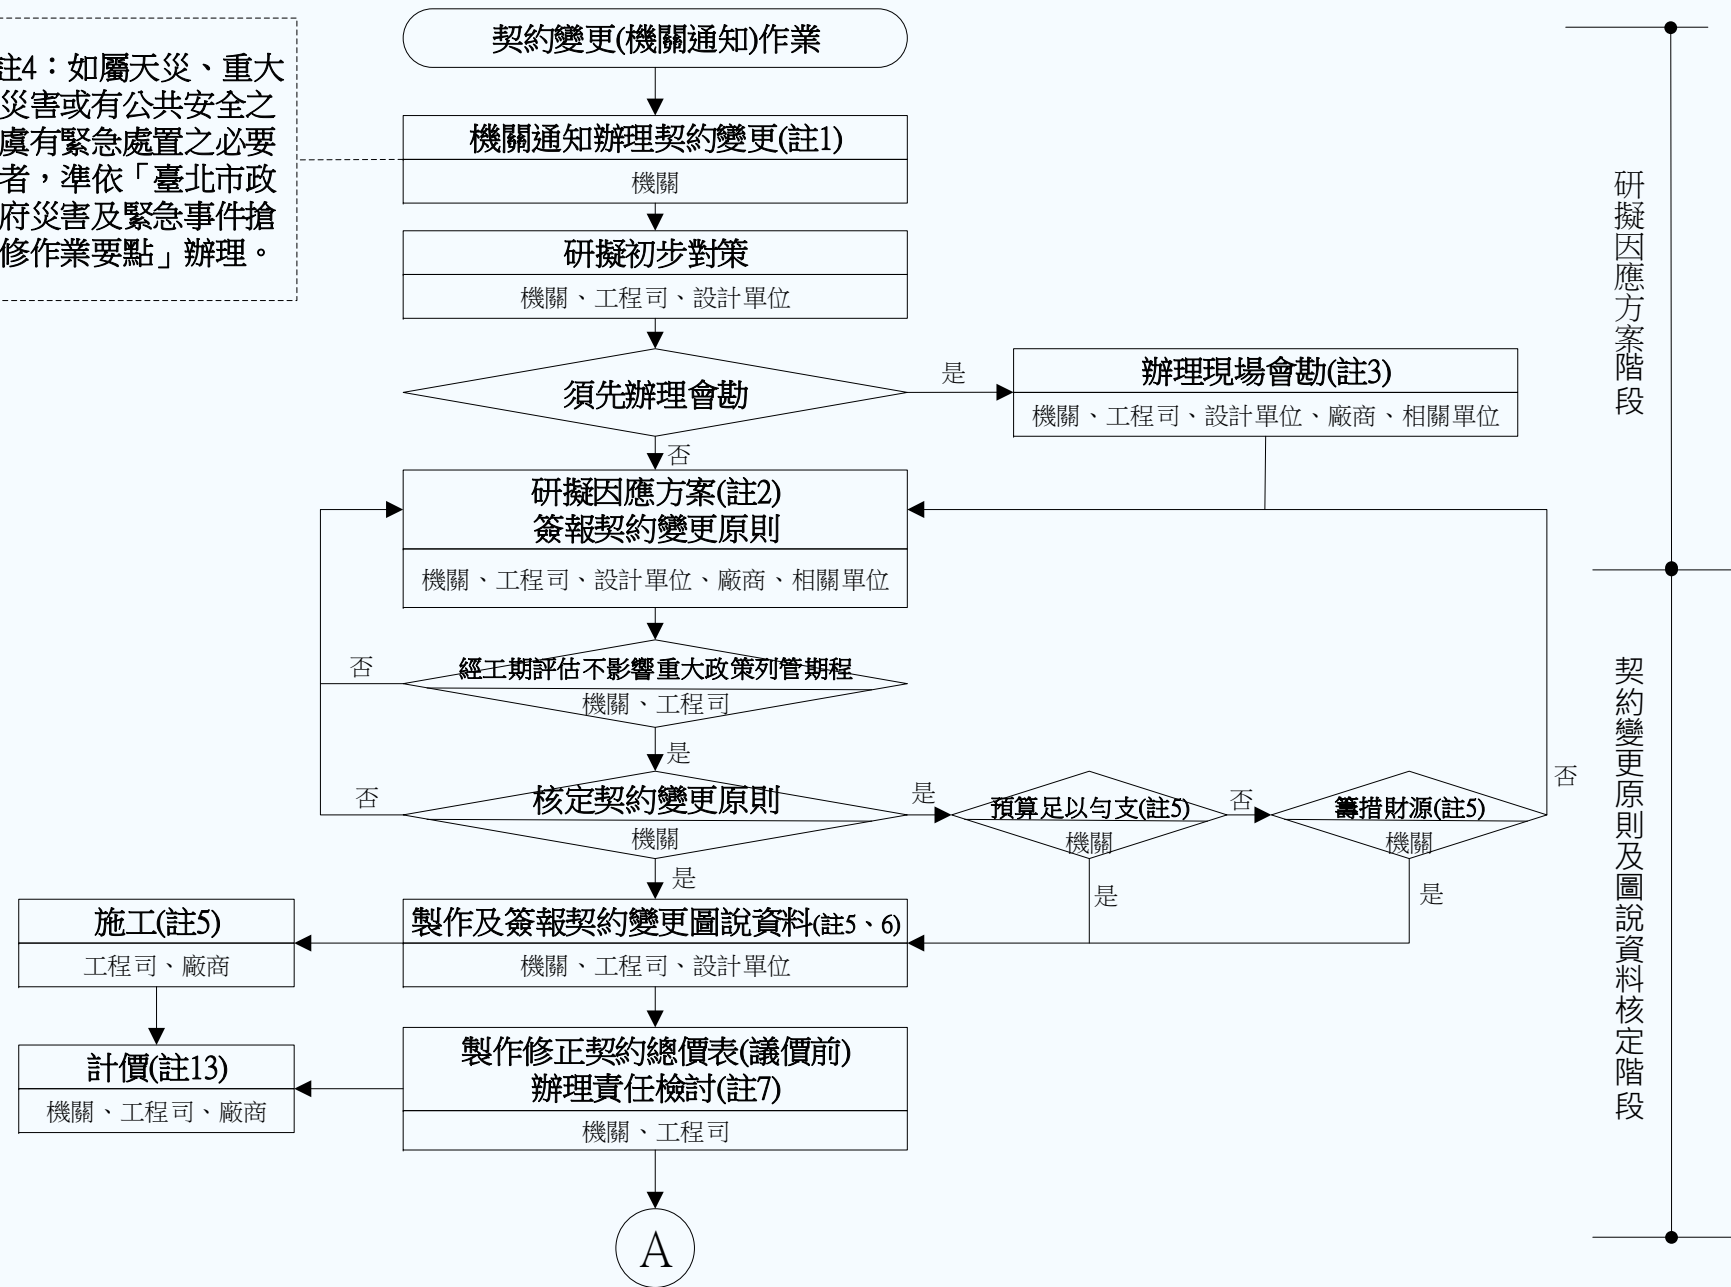 契約變更(機關通知)作業
註4：如屬天災、重大
災害或有公共安全之
虞有緊急處置之必要
者，準依「臺北市政
府災害及緊急事件搶
修作業要點」辦理。
機關通知辦理契約變更(註1)
機關
研擬初步對策
機關、工程司、設計單位
須先辦理會勘
是
辦理現場會勘(註3)
機關、工程司、設計單位、廠商、相關單位
否
研擬因應方案(註2)
簽報契約變更原則
機關、工程司、設計單位、廠商、相關單位
否
經工期評估不影響重大政策列管期程
機關、工程司
是
否
核定契約變更原則
機關
是
預算足以勻支(註5)
機關
否
籌措財源(註5)
機關
否
是
是
是
施工(註5)
工程司、廠商
製作及簽報契約變更圖說資料(註5、6)
機關、工程司、設計單位
計價(註13)
機關、工程司、廠商
製作修正契約總價表(議價前)
辦理責任檢討(註7)
機關、工程司
A
研擬因應方案階段
契約變更原則及圖說資料核定階段